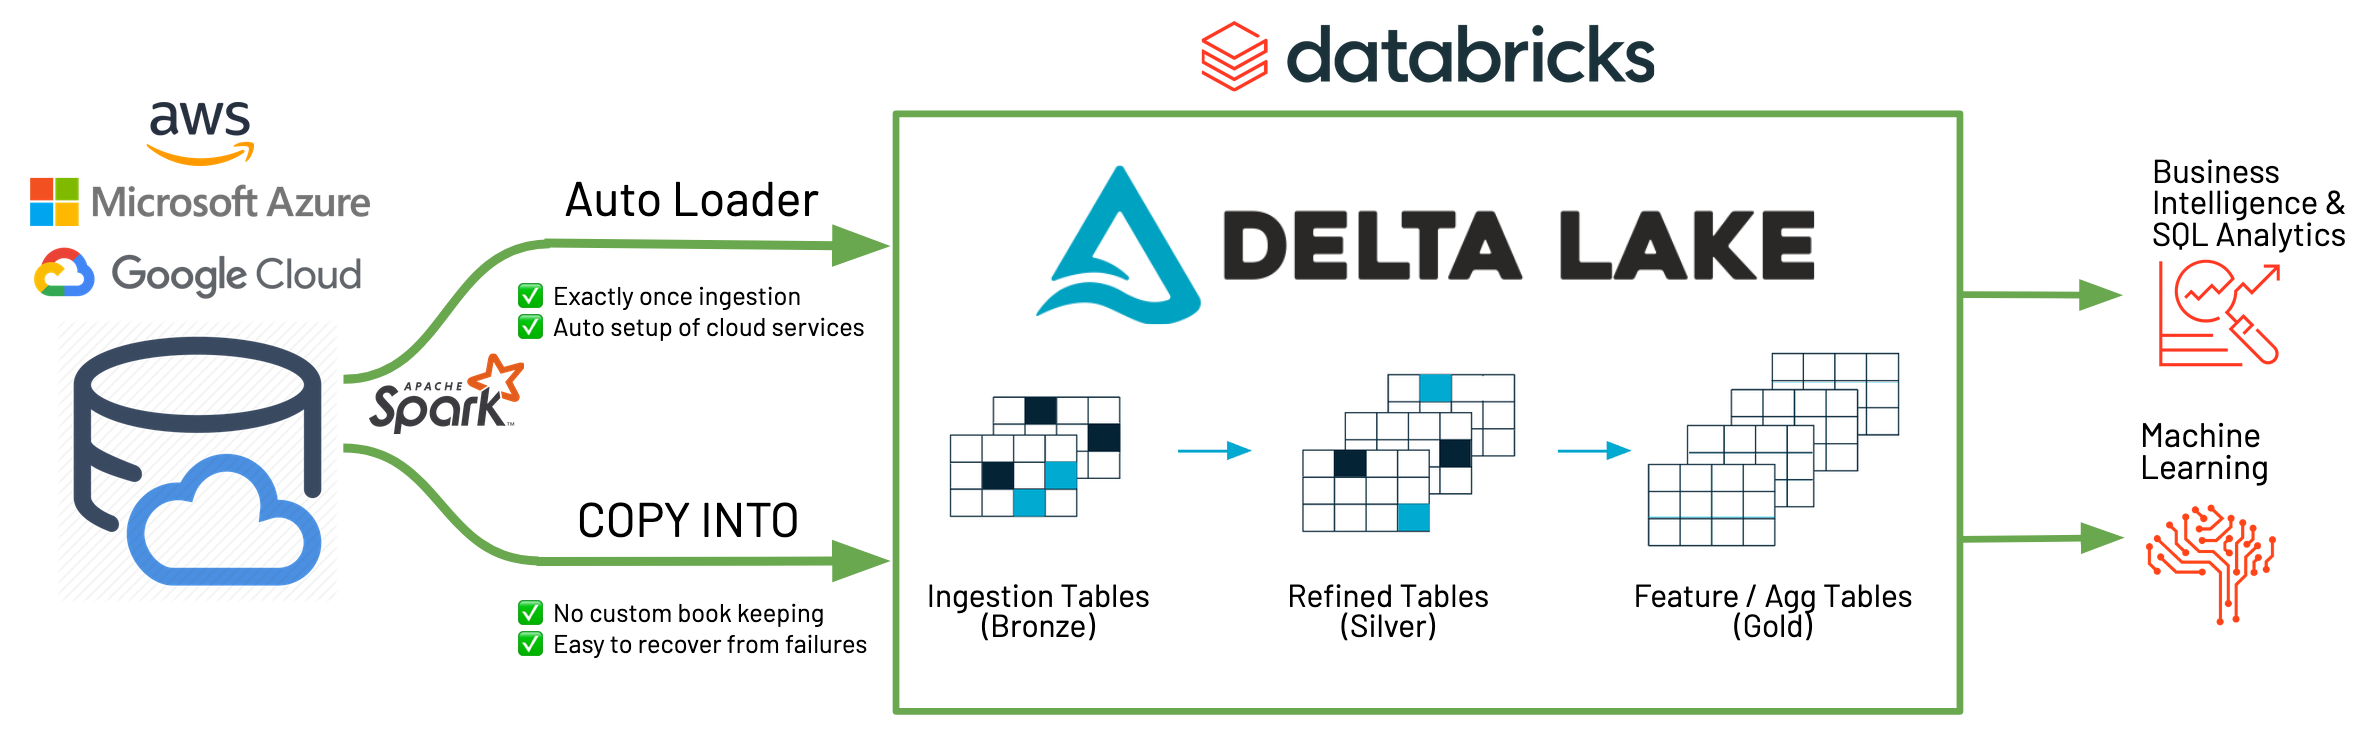 databricks
aws
Microsoft Azure
Google Cloud
APACHE
Spark™
Auto Loader
✅ Exactly once ingestion
✅ Auto setup of cloud services
COPY INTO
✅ No custom book keeping
✅ Easy to recover from failures
DELTA LAKE
Ingestion Tables
(Bronze)
Refined Tables
(Silver)
Feature / Agg Tables
(Gold)
Business
Intelligence &
SQL Analytics
Machine
Learning